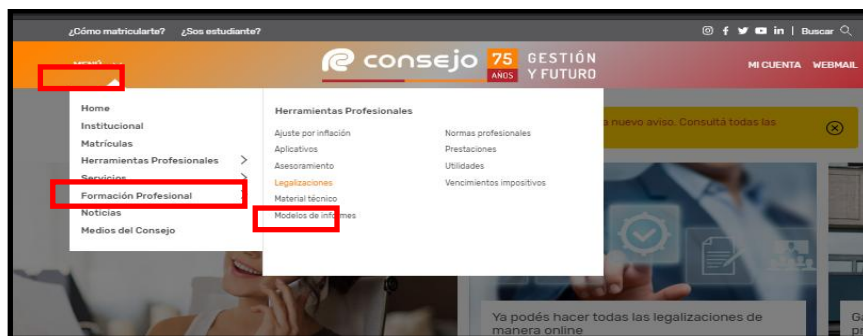 ¿Cómo matricularte? ¿Sos estudiante?
in | Buscar
MENÚ
consejo 75 AÑOS GESTIÓN Y FUTURO
MI CUENTA WEBMAIL
Home
Institucional
Matrículas
Herramientas Profesionales
Servicios
Formación Profesional
Noticias
Medios del Consejo
Herramientas Profesionales
Ajuste por inflación
Aplicativos
Asesoramiento
Legalizaciones
Material técnico
Modelos de informes
Normas profesionales
Prestaciones
Utilidades
Vencimientos impositivos
nuevo aviso. Consultá todas las
Ya podés hacer todas las legalizaciones de
manera online